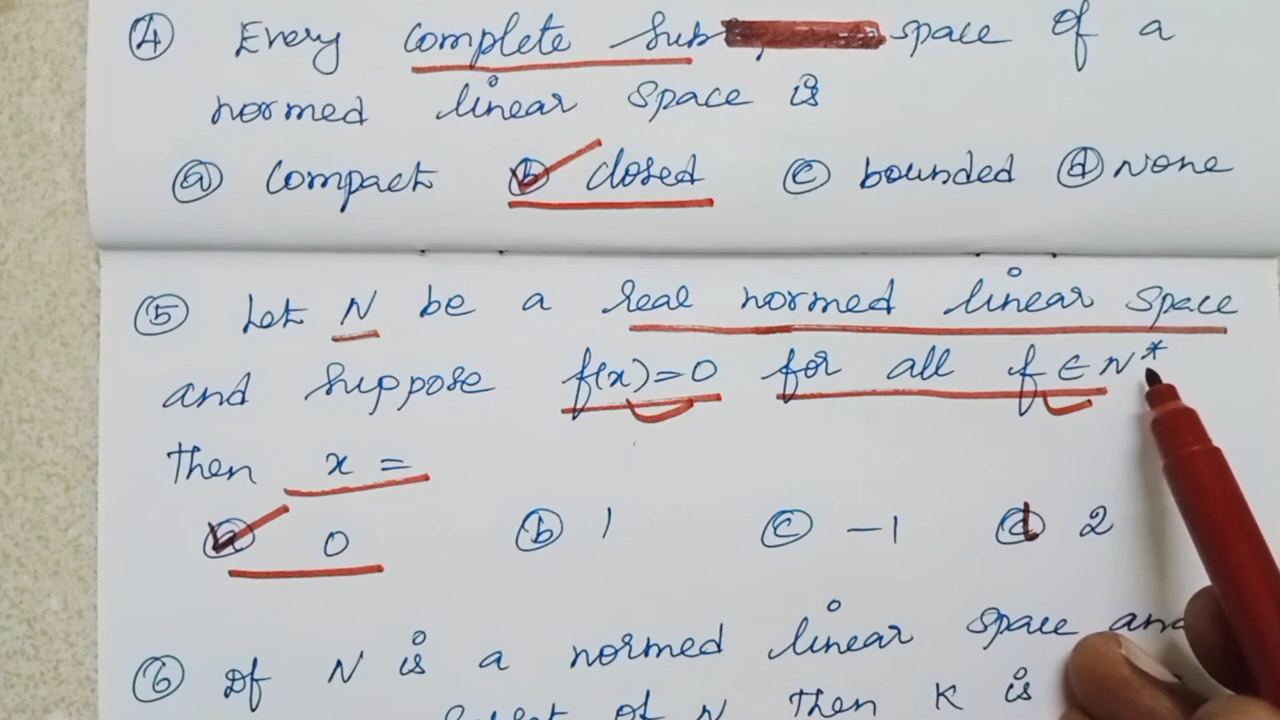 ④ Every complete sub space of a
normed linear space is
ⓐ compact ⓑ closed ⓒ bounded ⓓ None
⑤ Let N be a real normed linear space
and suppose f(x)=0 for all f ∈ N*
Then x =
ⓐ 0 ⓑ 1 ⓒ -1 ⓓ 2
⑥ If N is a normed linear space and
of N Then K is